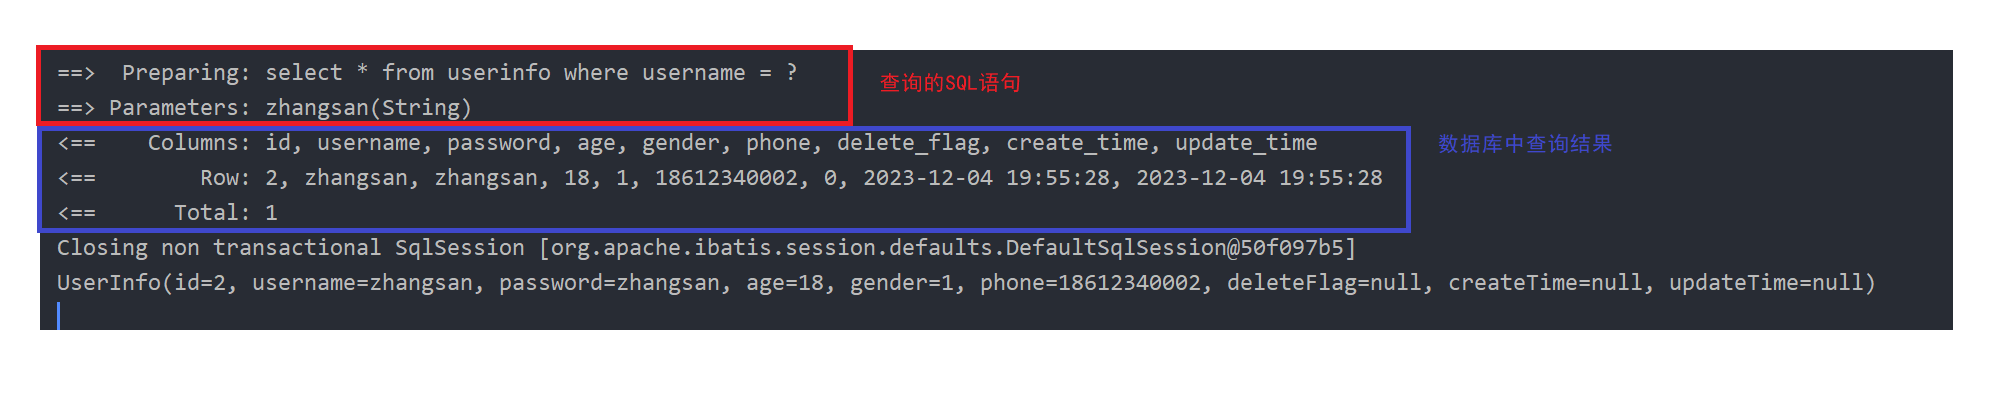 ==>  Preparing: select * from userinfo where username = ?
查询的SQL语句
==> Parameters: zhangsan(String)
<==    Columns: id, username, password, age, gender, phone, delete_flag, create_time, update_time
数据库中查询结果
<==        Row: 2, zhangsan, zhangsan, 18, 1, 18612340002, 0, 2023-12-04 19:55:28, 2023-12-04 19:55:28
<==      Total: 1
Closing non transactional SqlSession [org.apache.ibatis.session.defaults.DefaultSqlSession@50f097b5]
UserInfo(id=2, username=zhangsan, password=zhangsan, age=18, gender=1, phone=18612340002, deleteFlag=null, createTime=null, updateTime=null)